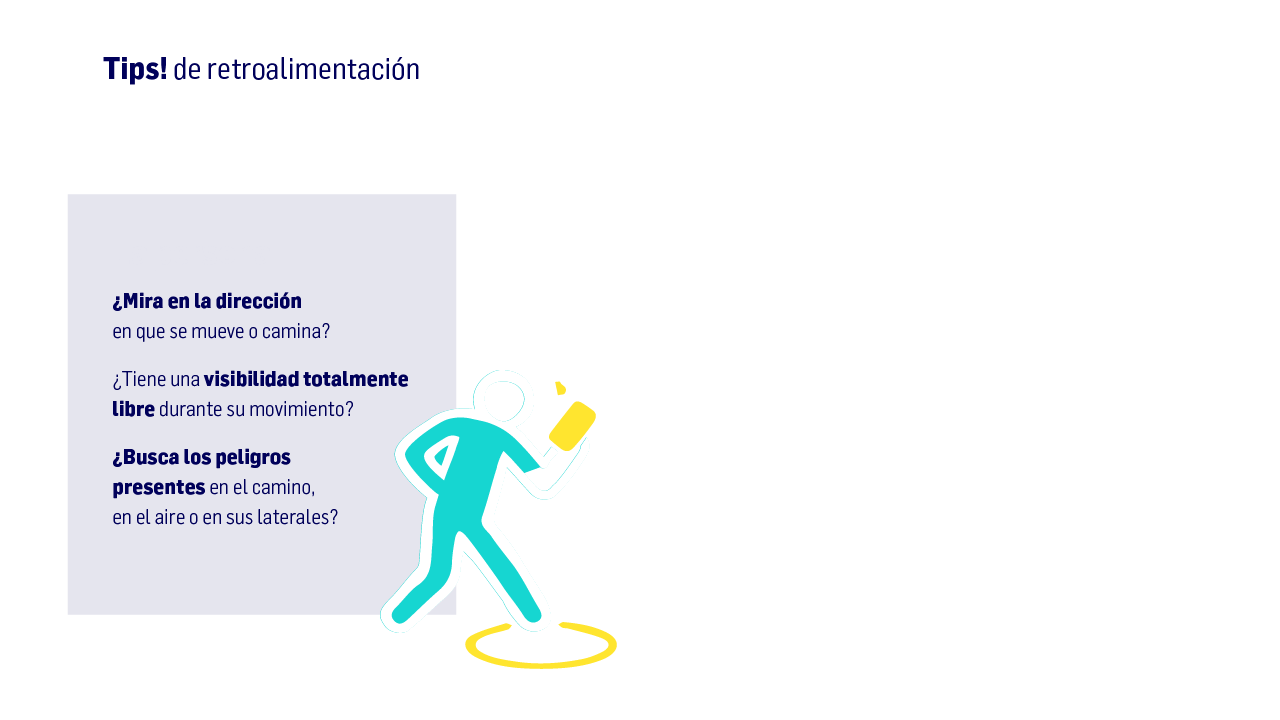 Tips! de retroalimentación
¿Mira en la dirección
en que se mueve o camina?
¿Tiene una visibilidad totalmente
libre durante su movimiento?
¿Busca los peligros
presentes en el camino,
en el aire o en sus laterales?